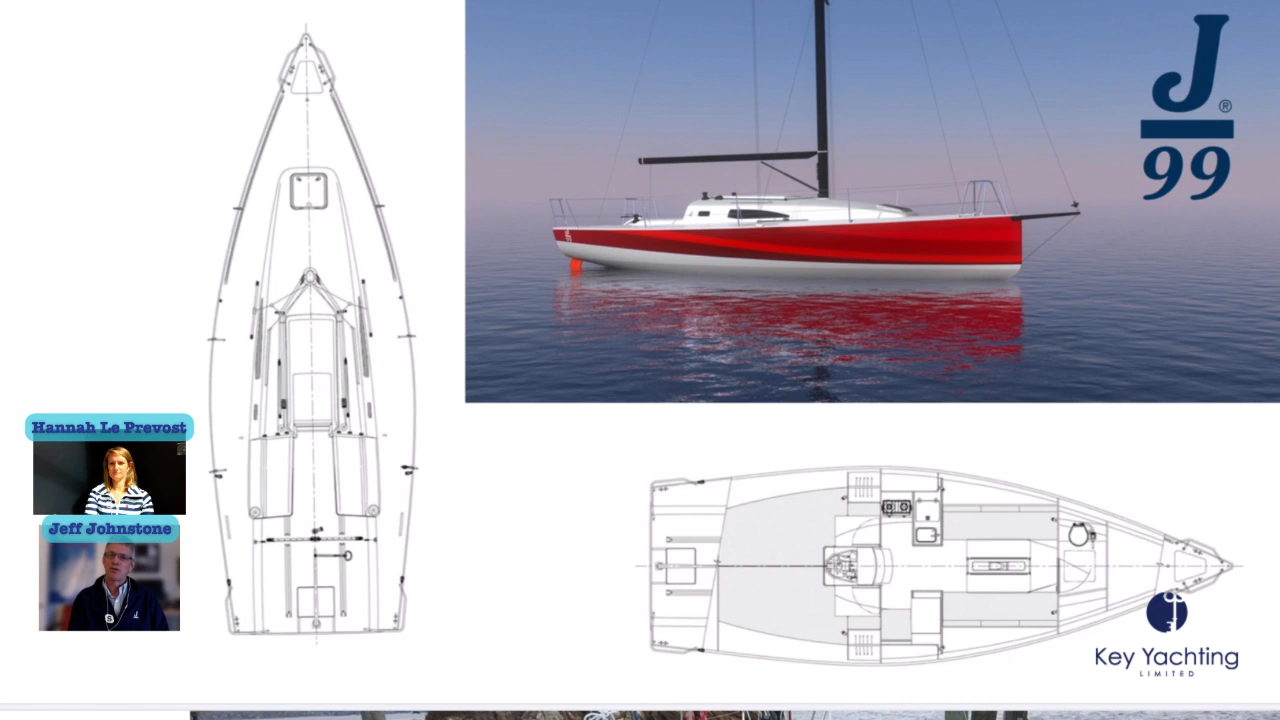 J®
99
Hannah Le Prevost
Jeff Johnstone
Key Yachting
LIMITED